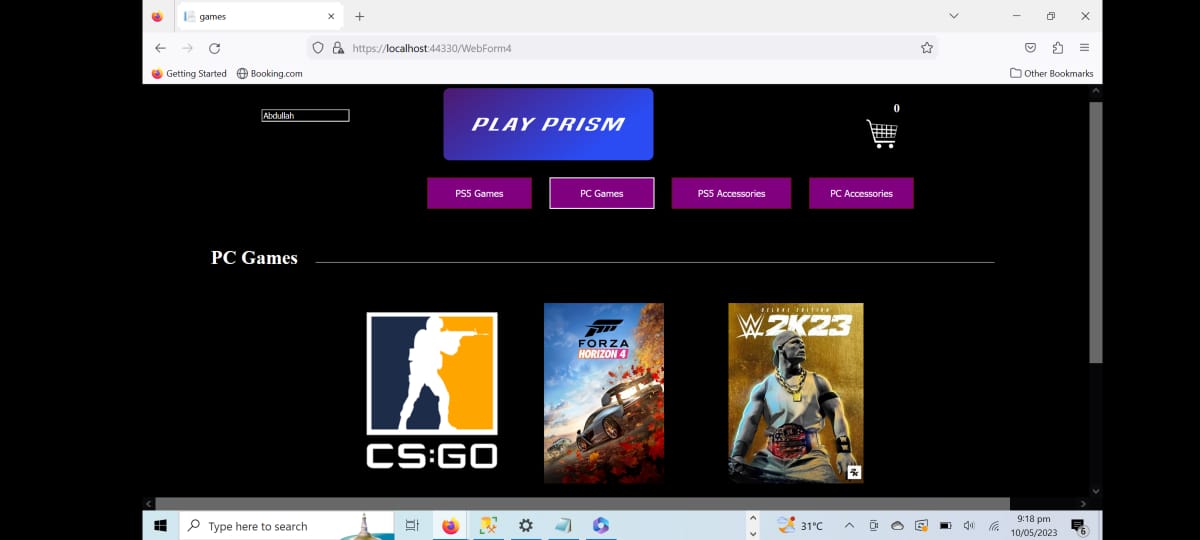 games
https://localhost:44330/WebForm4
Getting Started
Booking.com
Other Bookmarks
Abdullah
PLAY PRISM
0
PS5 Games
PC Games
PS5 Accessories
PC Accessories
PC Games
CS:GO
FORZA
HORIZON 4
DELUXE EDITION
W 2K23
2K
Type here to search
31°C
9:18 pm
10/05/2023
6